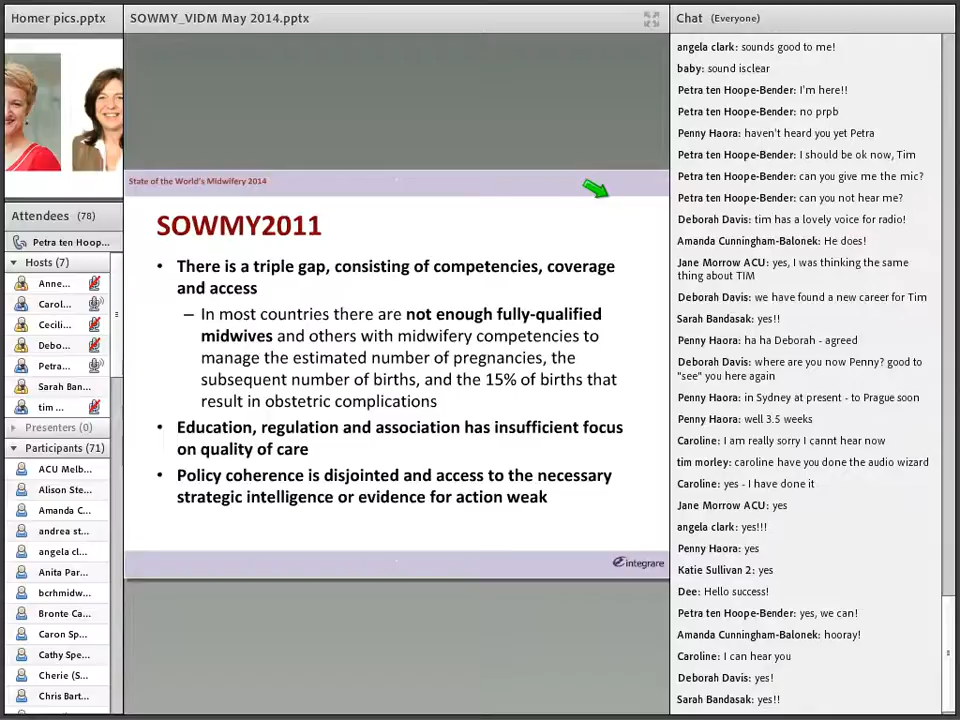 Homer pics.pptx
SOWMY_VIDM May 2014.pptx
Chat (Everyone)
Attendees (78)
Petra ten Hoop...
Hosts (7)
Anne...
Carol...
Cecili...
Debo...
Petra...
Sarah Ban...
tim ...
Presenters (0)
Participants (71)
ACU Melb...
Alison Ste...
Amanda C...
andrea st...
angela cl...
Anita Par...
bcrhmidw...
Bronte Ca...
Caron Sp...
Cathy Spe...
Cherie (S...
Chris Bart...
State of the World's Midwifery 2014
SOWMY2011
• There is a triple gap, consisting of competencies, coverage
and access
– In most countries there are not enough fully-qualified
midwives and others with midwifery competencies to
manage the estimated number of pregnancies, the
subsequent number of births, and the 15% of births that
result in obstetric complications
• Education, regulation and association has insufficient focus
on quality of care
• Policy coherence is disjointed and access to the necessary
strategic intelligence or evidence for action weak
integrare
angela clark: sounds good to me!
baby: sound isclear
Petra ten Hoope-Bender: I'm here!!
Petra ten Hoope-Bender: no prpb
Penny Haora: haven't heard you yet Petra
Petra ten Hoope-Bender: I should be ok now, Tim
Petra ten Hoope-Bender: can you give me the mic?
Petra ten Hoope-Bender: can you not hear me?
Deborah Davis: tim has a lovely voice for radio!
Amanda Cunningham-Balonek: He does!
Jane Morrow ACU: yes, I was thinking the same
thing about TIM
Deborah Davis: we have found a new career for Tim
Sarah Bandasak: yes!!
Penny Haora: ha ha Deborah - agreed
Deborah Davis: where are you now Penny? good to
"see" you here again
Penny Haora: in Sydney at present - to Prague soon
Penny Haora: well 3.5 weeks
Caroline: I am really sorry I cannt hear now
tim morley: caroline have you done the audio wizard
Caroline: yes - I have done it
Jane Morrow ACU: yes
angela clark: yes!!!
Penny Haora: yes
Katie Sullivan 2: yes
Dee: Hello success!
Petra ten Hoope-Bender: yes, we can!
Amanda Cunningham-Balonek: hooray!
Caroline: I can hear you
Deborah Davis: yes!
Sarah Bandasak: yes!!